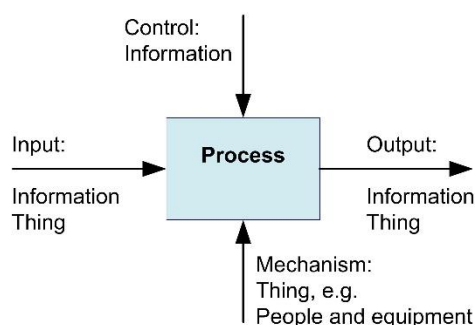 Control:
Information
Input:
Information
Thing
Process
Output:
Information
Thing
Mechanism:
Thing, e.g.
People and equipment